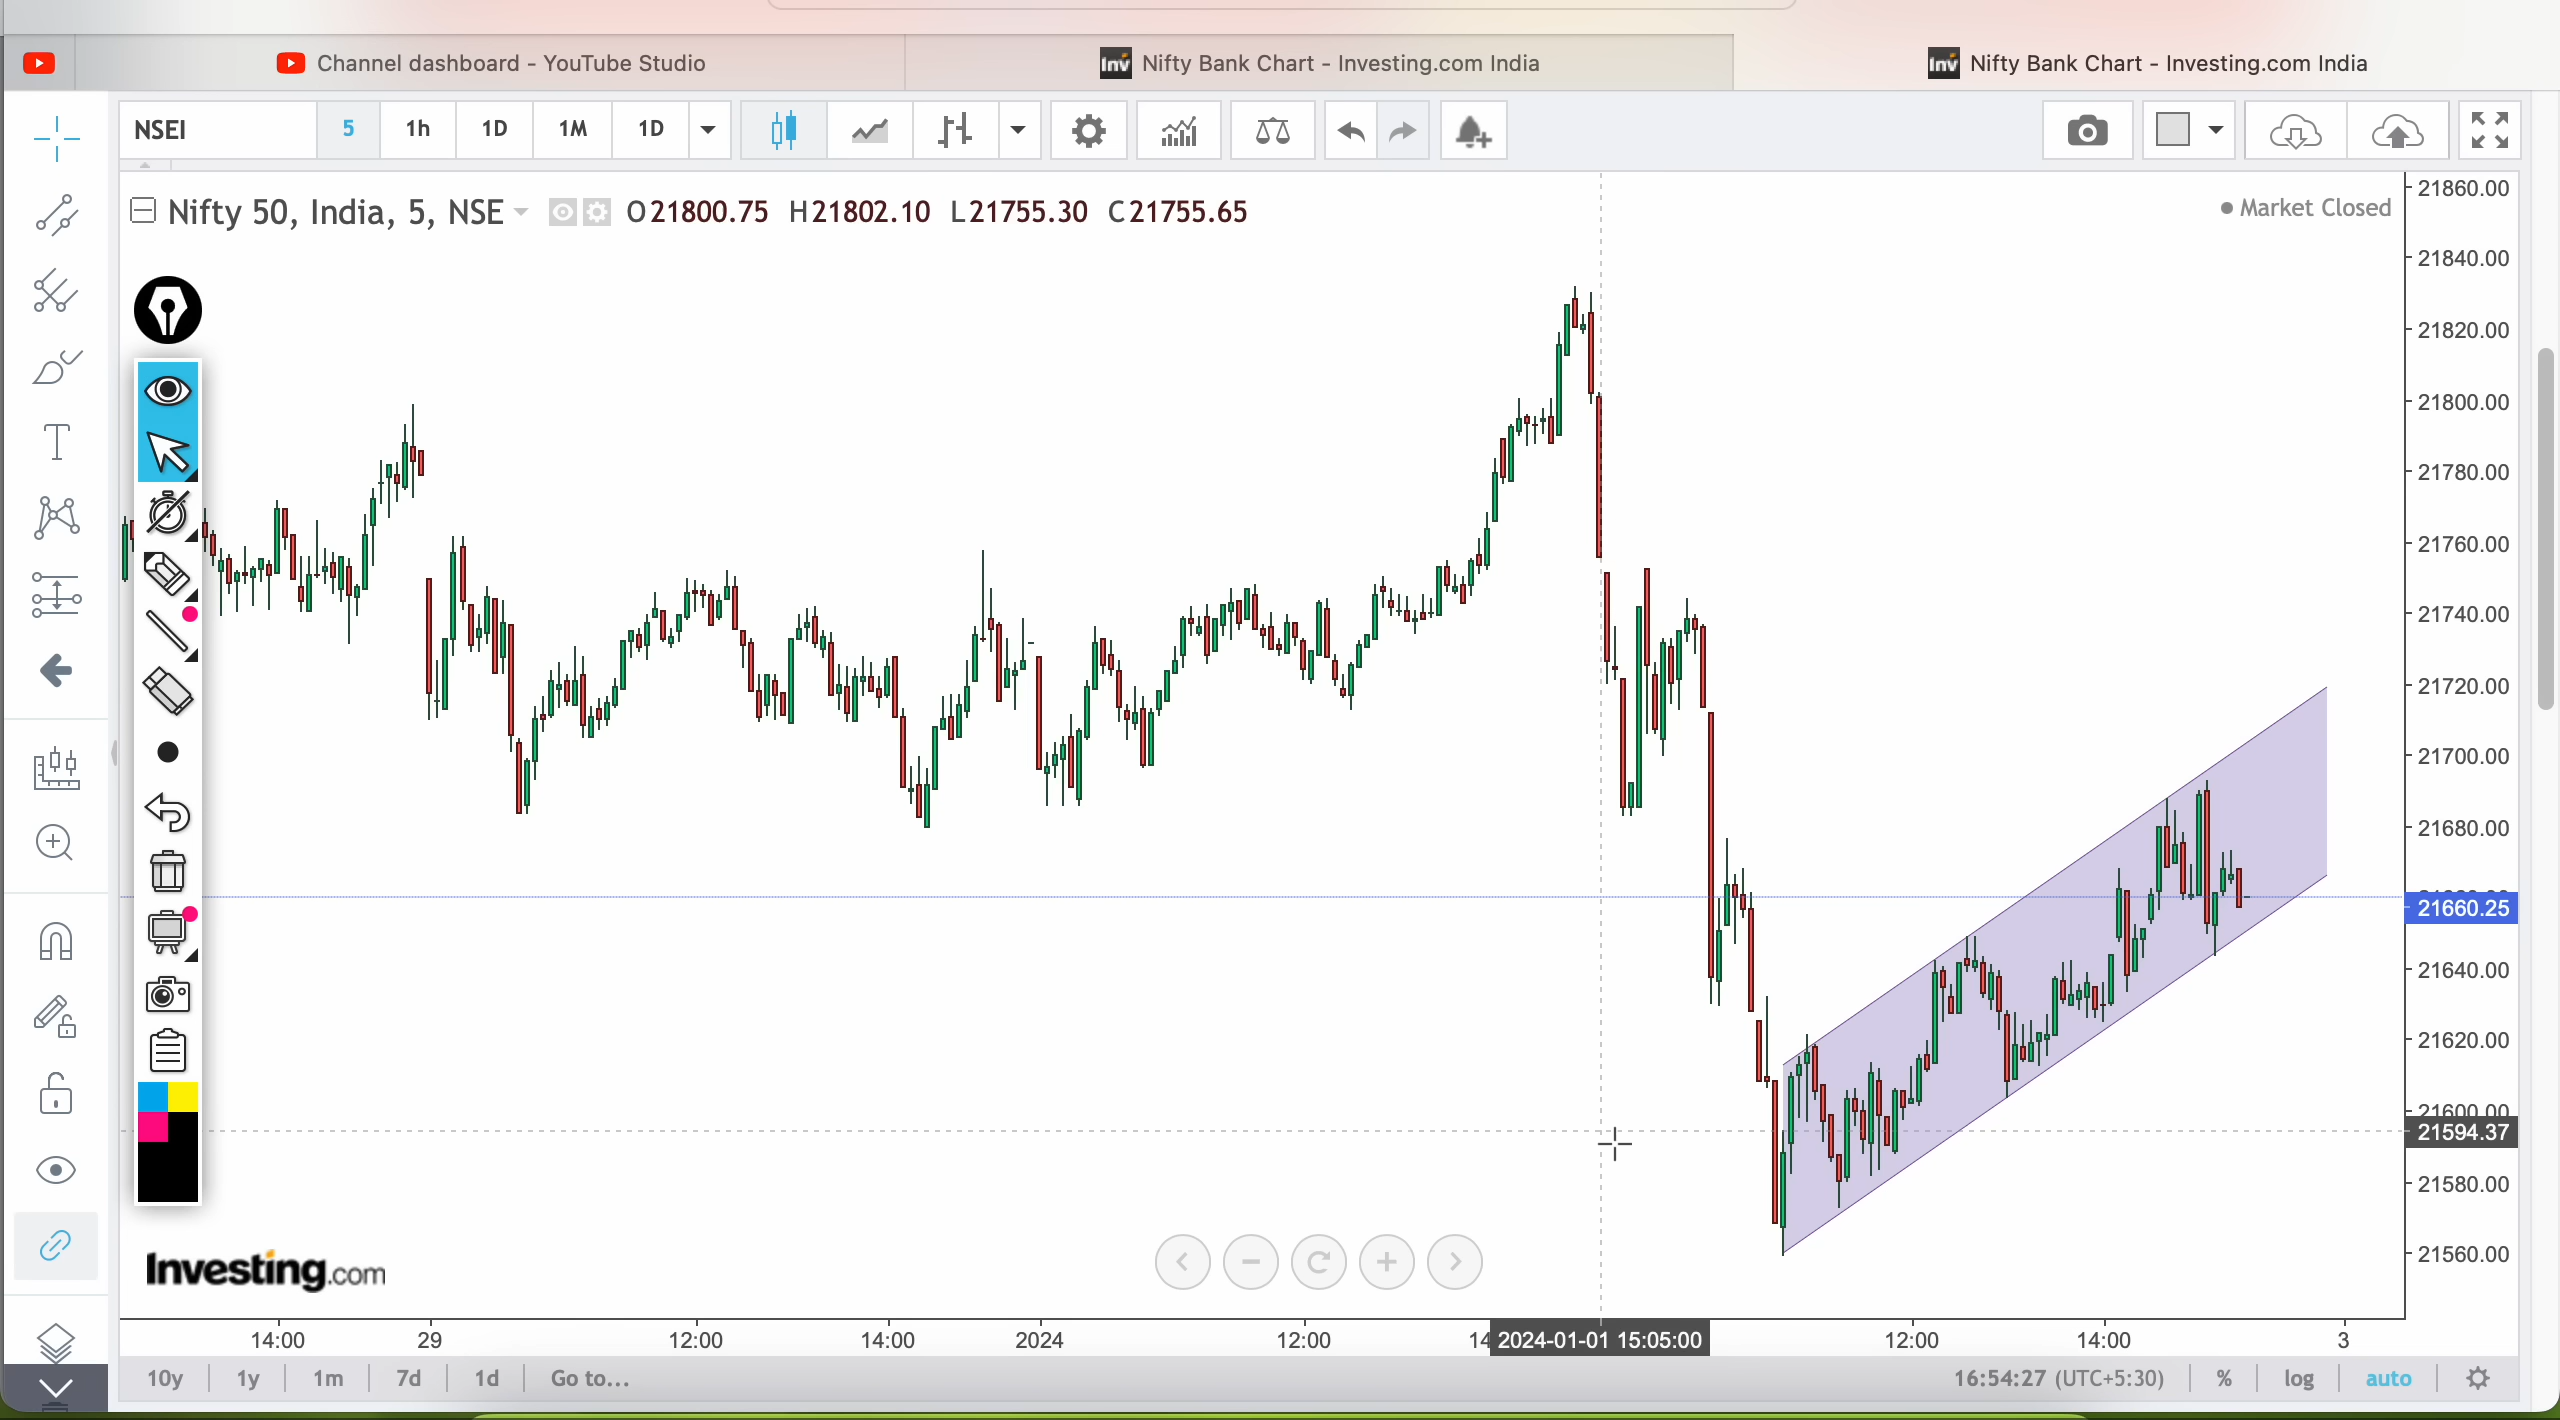 Channel dashboard - YouTube Studio
Nifty Bank Chart - Investing.com India
Nifty Bank Chart - Investing.com India
NSEI 5 1h 1D 1M 1D
Nifty 50, India, 5, NSE O21800.75 H21802.10 L21755.30 C21755.65
Market Closed
21860.00
21840.00
21820.00
21800.00
21780.00
21760.00
21740.00
21720.00
21700.00
21680.00
21660.25
21640.00
21620.00
21600.00
21594.37
21580.00
21560.00
Investing.com
14:00 29 12:00 14:00 2024 12:00 14 2024-01-01 15:05:00 12:00 14:00 3
10y 1y 1m 7d 1d Go to... 16:54:27 (UTC+5:30) % log auto